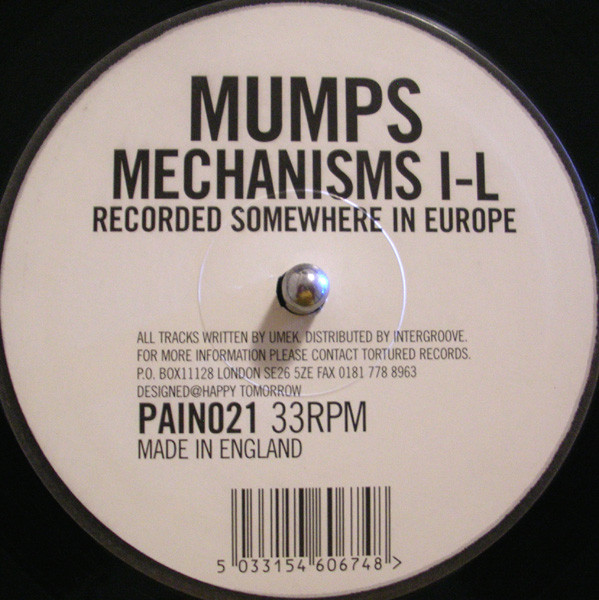 MUMPS
MECHANISMS I-L
RECORDED SOMEWHERE IN EUROPE
ALL TRACKS WRITTEN BY UMEK. DISTRIBUTED BY INTERGROOVE.
FOR MORE INFORMATION PLEASE CONTACT TORTURED RECORDS.
P.O. BOX11128 LONDON SE26 5ZE FAX 0181 778 8963
DESIGNED@HAPPY TOMORROW
PAIN021 33RPM
MADE IN ENGLAND
5 033154 606748 >